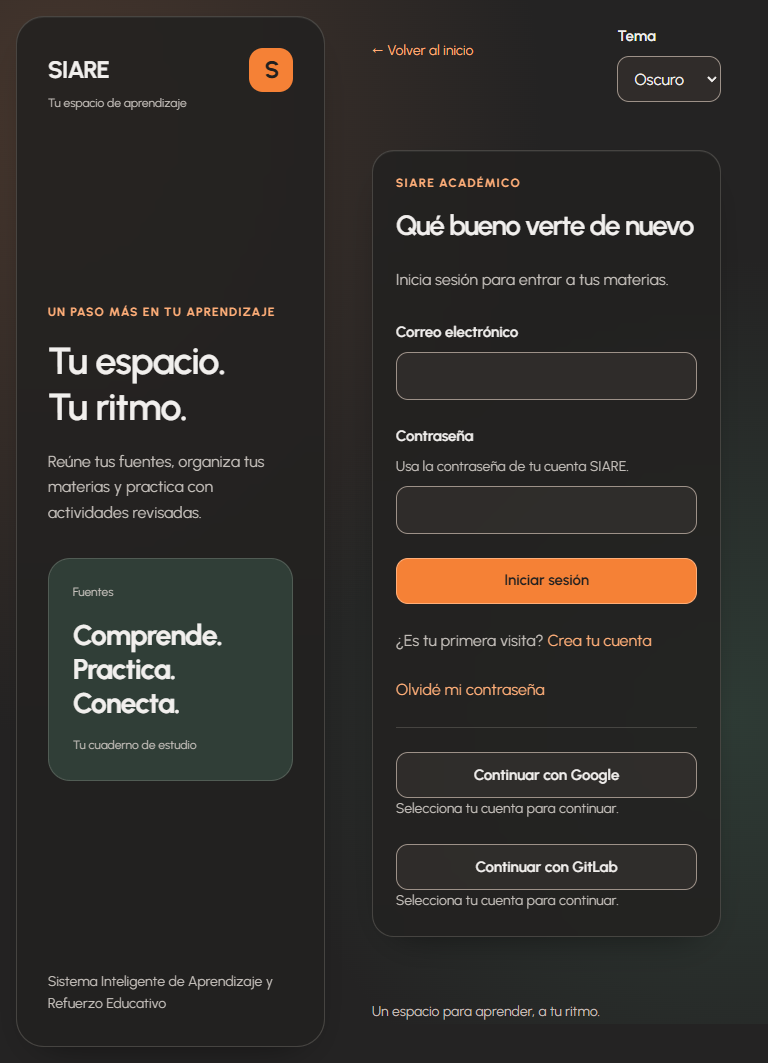 SIARE
S
Tu espacio de aprendizaje
UN PASO MÁS EN TU APRENDIZAJE
Tu espacio.
Tu ritmo.
Reúne tus fuentes, organiza tus
materias y practica con
actividades revisadas.
Fuentes
Comprende.
Practica.
Conecta.
Tu cuaderno de estudio
Sistema Inteligente de Aprendizaje y
Refuerzo Educativo
← Volver al inicio
Tema
Oscuro
SIARE ACADÉMICO
Qué bueno verte de nuevo
Inicia sesión para entrar a tus materias.
Correo electrónico
Contraseña
Usa la contraseña de tu cuenta SIARE.
Iniciar sesión
¿Es tu primera visita? Crea tu cuenta
Olvidé mi contraseña
Continuar con Google
Selecciona tu cuenta para continuar.
Continuar con GitLab
Selecciona tu cuenta para continuar.
Un espacio para aprender, a tu ritmo.